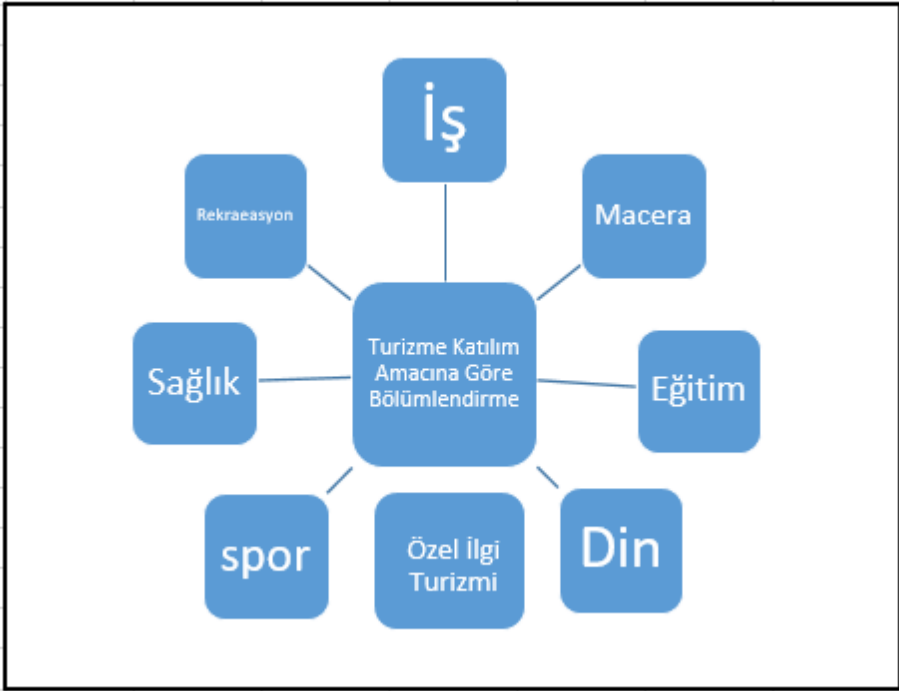 İş
Rekraeasyon
Macera
Turizme Katılım
Amacına Göre
Bölümlendirme
Sağlık
Eğitim
spor
Özel İlgi
Turizmi
Din